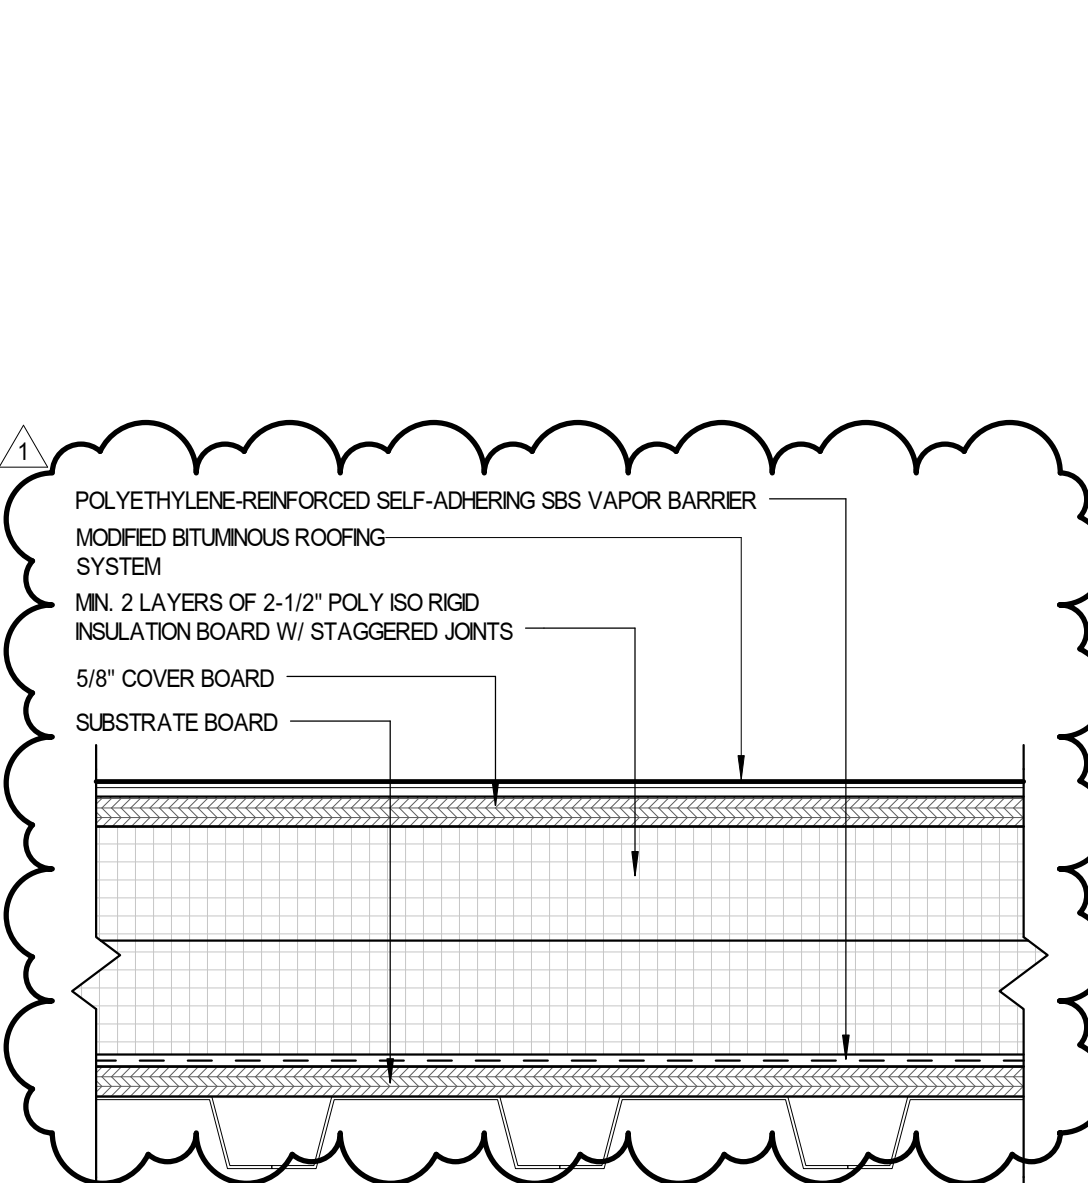 1
POLYETHYLENE-REINFORCED SELF-ADHERING SBS VAPOR BARRIER
MODIFIED BITUMINOUS ROOFING
SYSTEM
MIN. 2 LAYERS OF 2-1/2" POLY ISO RIGID
INSULATION BOARD W/ STAGGERED JOINTS
5/8" COVER BOARD
SUBSTRATE BOARD